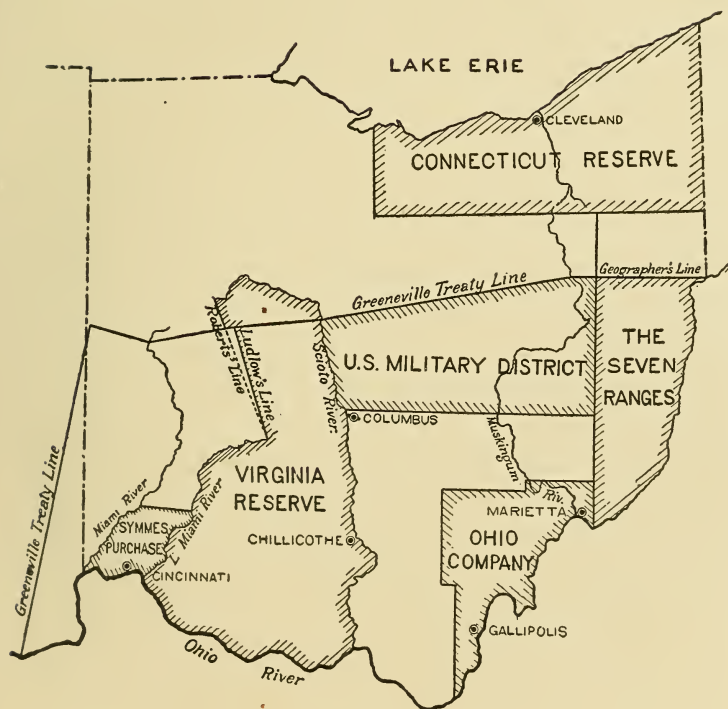 LAKE ERIE
CLEVELAND
CONNECTICUT RESERVE
Geographer's Line
Greeneville Treaty Line
THE
SEVEN
RANGES
Roberts' Line
Ludlow's Line
Scioto River
U.S. MILITARY DISTRICT
COLUMBUS
Muskingum
Riv.
Greeneville Treaty Line
Miami River
SYMMES
PURCHASE
L. Miami River
VIRGINIA
RESERVE
CHILLICOTHE
MARIETTA
OHIO
COMPANY
CINCINNATI
GALLIPOLIS
Ohio
River